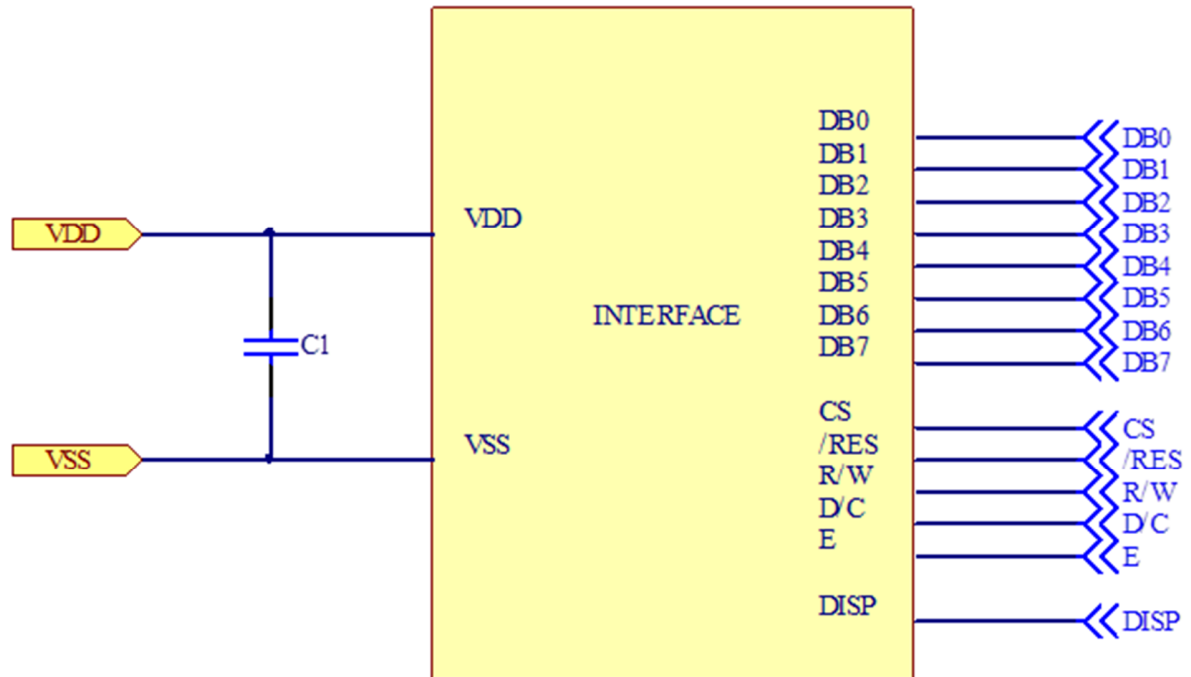 DB0 DB0
DB1 DB1
DB2 DB2
VDD VDD DB3 DB3
DB4 DB4
DB5 DB5
INTERFACE DB6 DB6
C1 DB7 DB7
CS CS
VSS VSS /RES /RES
R/W R/W
D/C D/C
E E
DISP DISP